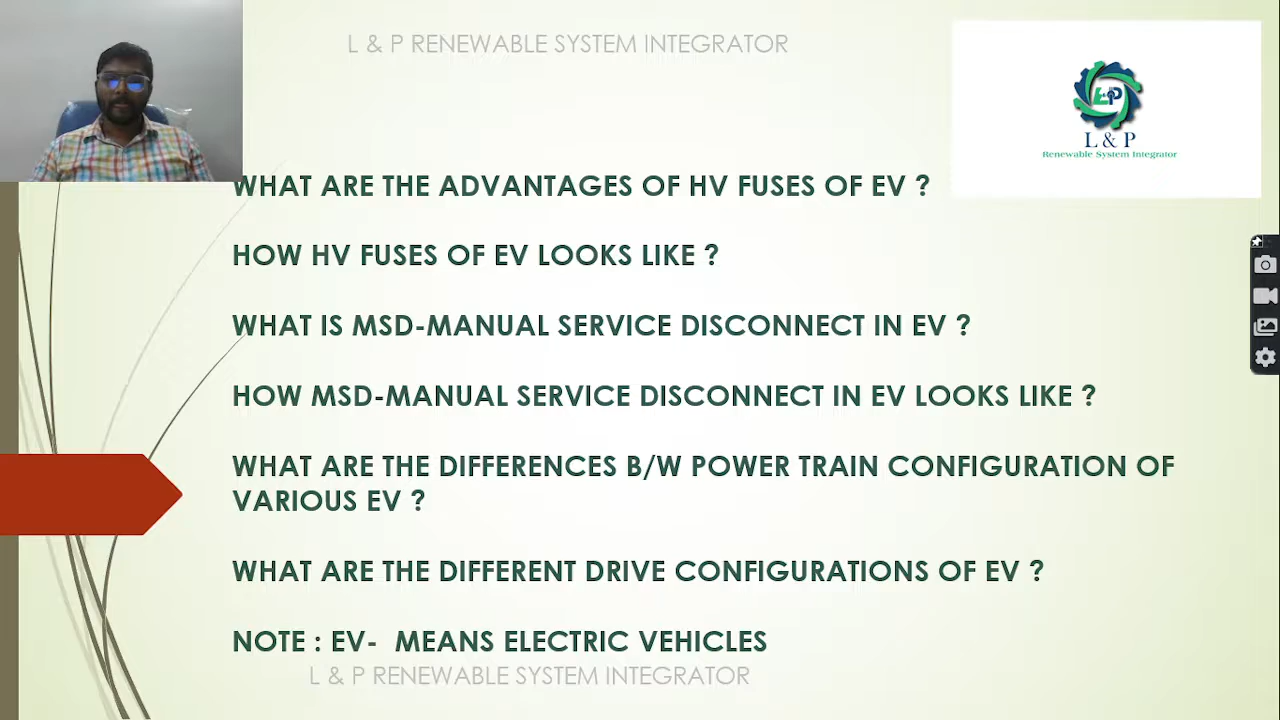 L & P RENEWABLE SYSTEM INTEGRATOR
L&P
L & P
Renewable System Integrator
WHAT ARE THE ADVANTAGES OF HV FUSES OF EV ?
HOW HV FUSES OF EV LOOKS LIKE ?
WHAT IS MSD-MANUAL SERVICE DISCONNECT IN EV ?
HOW MSD-MANUAL SERVICE DISCONNECT IN EV LOOKS LIKE ?
WHAT ARE THE DIFFERENCES B/W POWER TRAIN CONFIGURATION OF
VARIOUS EV ?
WHAT ARE THE DIFFERENT DRIVE CONFIGURATIONS OF EV ?
NOTE : EV- MEANS ELECTRIC VEHICLES
L & P RENEWABLE SYSTEM INTEGRATOR